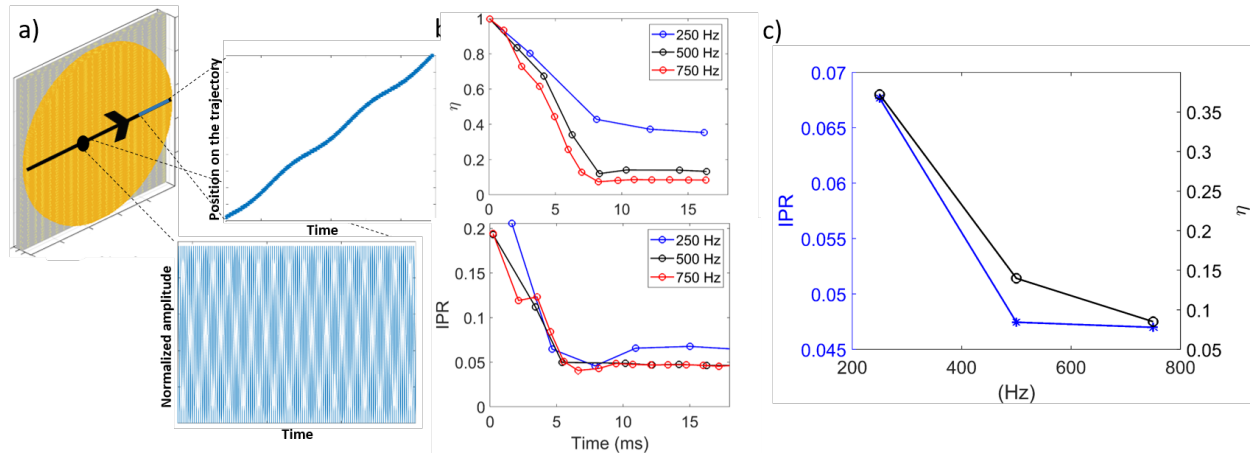 a)
Position on the trajectory
Time
Normalized amplitude
Time
b
1
0.8
0.6
0.4
0.2
0
η
0
5
10
15
250 Hz
500 Hz
750 Hz
0.2
0.15
0.1
0.05
0
IPR
0
5
10
15
Time (ms)
250 Hz
500 Hz
750 Hz
c)
0.07
0.065
0.06
0.055
0.05
0.045
IPR
200
400
600
800
(Hz)
0.35
0.3
0.25
0.2
0.15
0.1
0.05
η